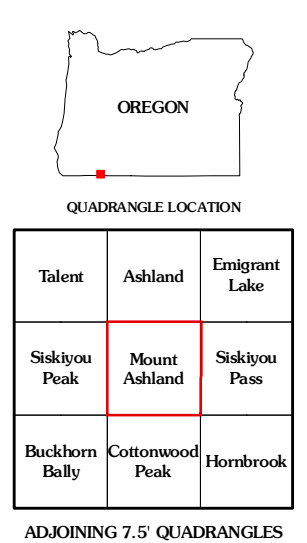 OREGON
QUADRANGLE LOCATION
Talent
Ashland
Emigrant
Lake
Siskiyou
Peak
Mount
Ashland
Siskiyou
Pass
Buckhorn
Bally
Cottonwood
Peak
Hornbrook
ADJOINING 7.5' QUADRANGLES